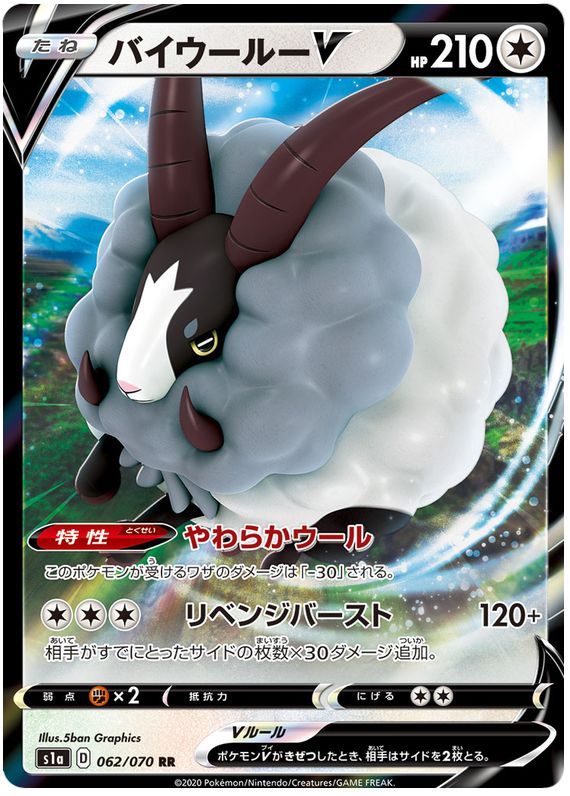 たね バイウールーV HP210
特性 とくせい やわらかウール
このポケモンが受けるワザのダメージは「-30」される。
リベンジバースト 120+
相手がすでにとったサイドの枚数×30ダメージ追加。
弱点 ×2 抵抗力 にげる
Illus.5ban Graphics
Vルール
s1a D 062/070 RR
ポケモンVがきぜつしたとき、相手はサイドを2枚とる。
©2020 Pokémon/Nintendo/Creatures/GAME FREAK.